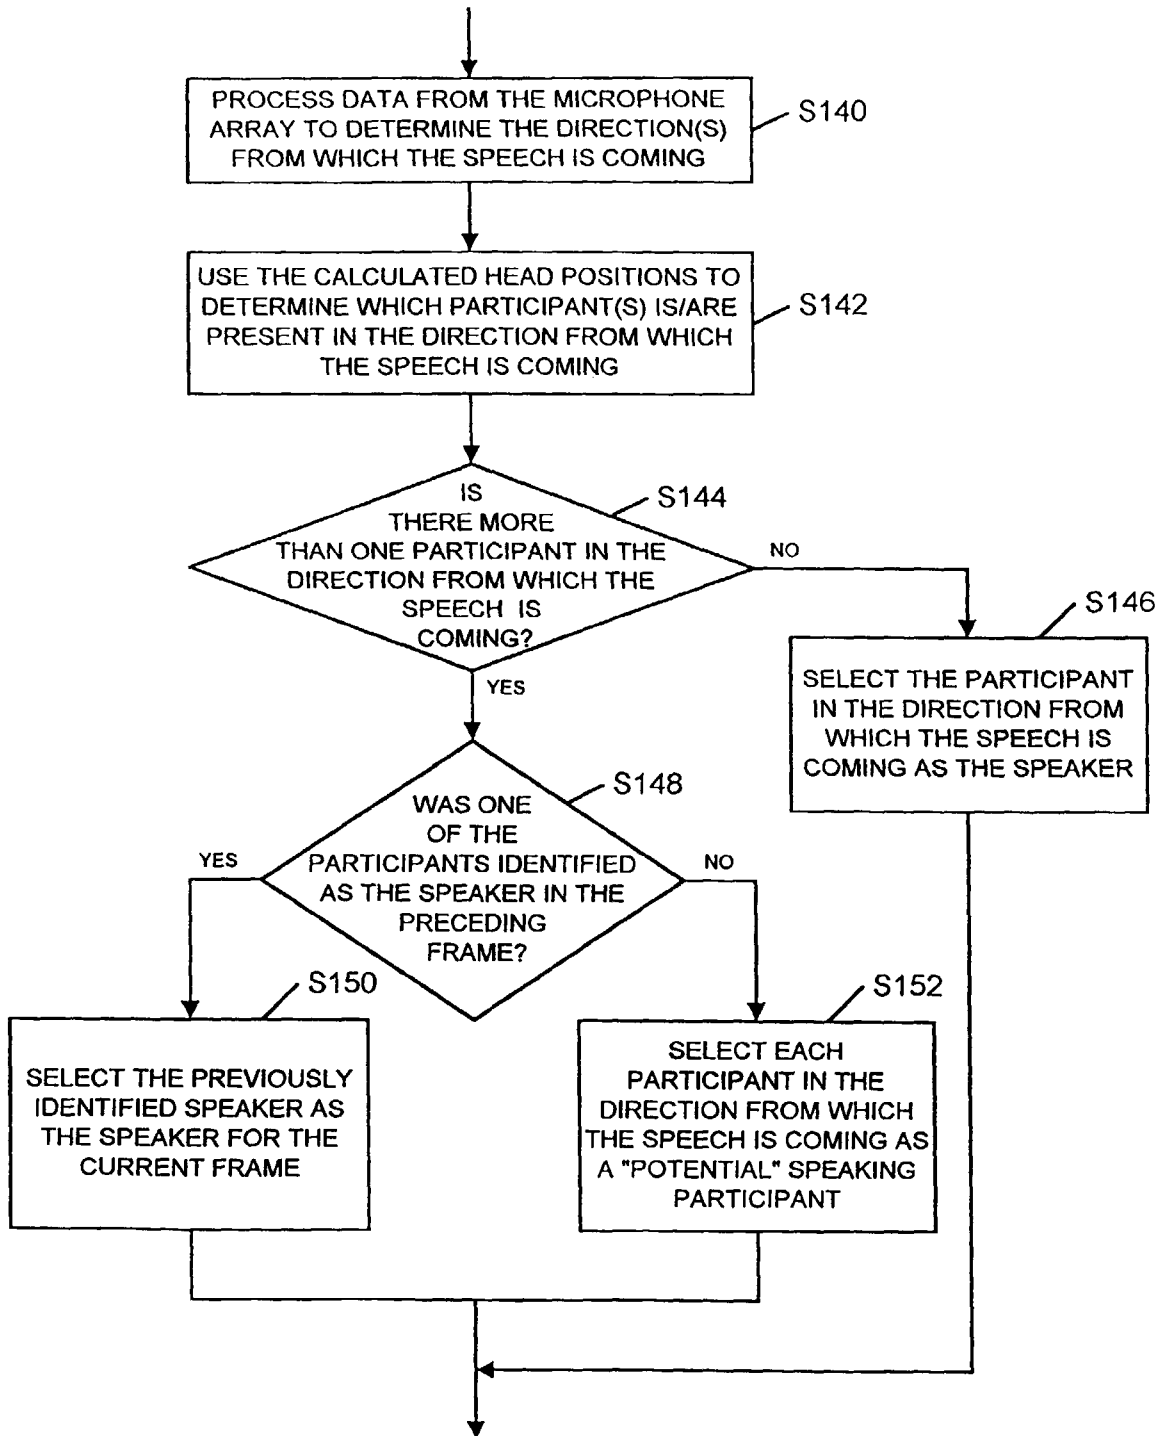 PROCESS DATA FROM THE MICROPHONE
ARRAY TO DETERMINE THE DIRECTION(S)
FROM WHICH THE SPEECH IS COMING
S140
USE THE CALCULATED HEAD POSITIONS TO
DETERMINE WHICH PARTICIPANT(S) IS/ARE
PRESENT IN THE DIRECTION FROM WHICH
THE SPEECH IS COMING
S142
IS
THERE MORE
THAN ONE PARTICIPANT IN THE
DIRECTION FROM WHICH THE
SPEECH IS
COMING?
S144
NO
YES
S146
SELECT THE PARTICIPANT
IN THE DIRECTION FROM
WHICH THE SPEECH IS
COMING AS THE SPEAKER
WAS ONE
OF THE
PARTICIPANTS IDENTIFIED
AS THE SPEAKER IN THE
PRECEDING
FRAME?
S148
YES
NO
S150
SELECT THE PREVIOUSLY
IDENTIFIED SPEAKER AS
THE SPEAKER FOR THE
CURRENT FRAME
S152
SELECT EACH
PARTICIPANT IN THE
DIRECTION FROM WHICH
THE SPEECH IS COMING AS
A "POTENTIAL" SPEAKING
PARTICIPANT